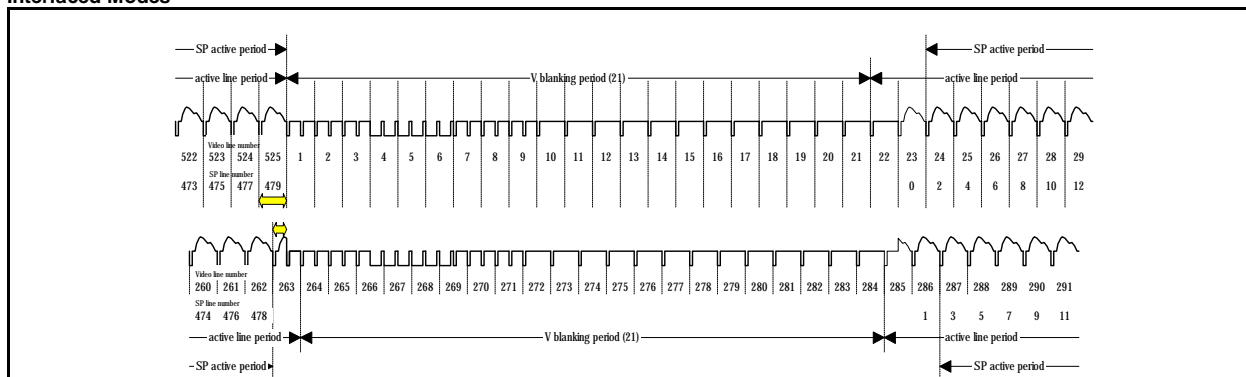 Interlaced Modes
SP active period SP active period
active line period V blanking period (21) active line period
Video line number
522 523 524 525 1 2 3 4 5 6 7 8 9 10 11 12 13 14 15 16 17 18 19 20 21 22 23 24 25 26 27 28 29
SP line number
473 475 477 479 0 2 4 6 8 10 12
Video line number
260 261 262 263 264 265 266 267 268 269 270 271 272 273 274 275 276 277 278 279 280 281 282 283 284 285 286 287 288 289 290 291
SP line number
474 476 478 1 3 5 7 9 11
active line period V blanking period (21) active line period
SP active period SP active period